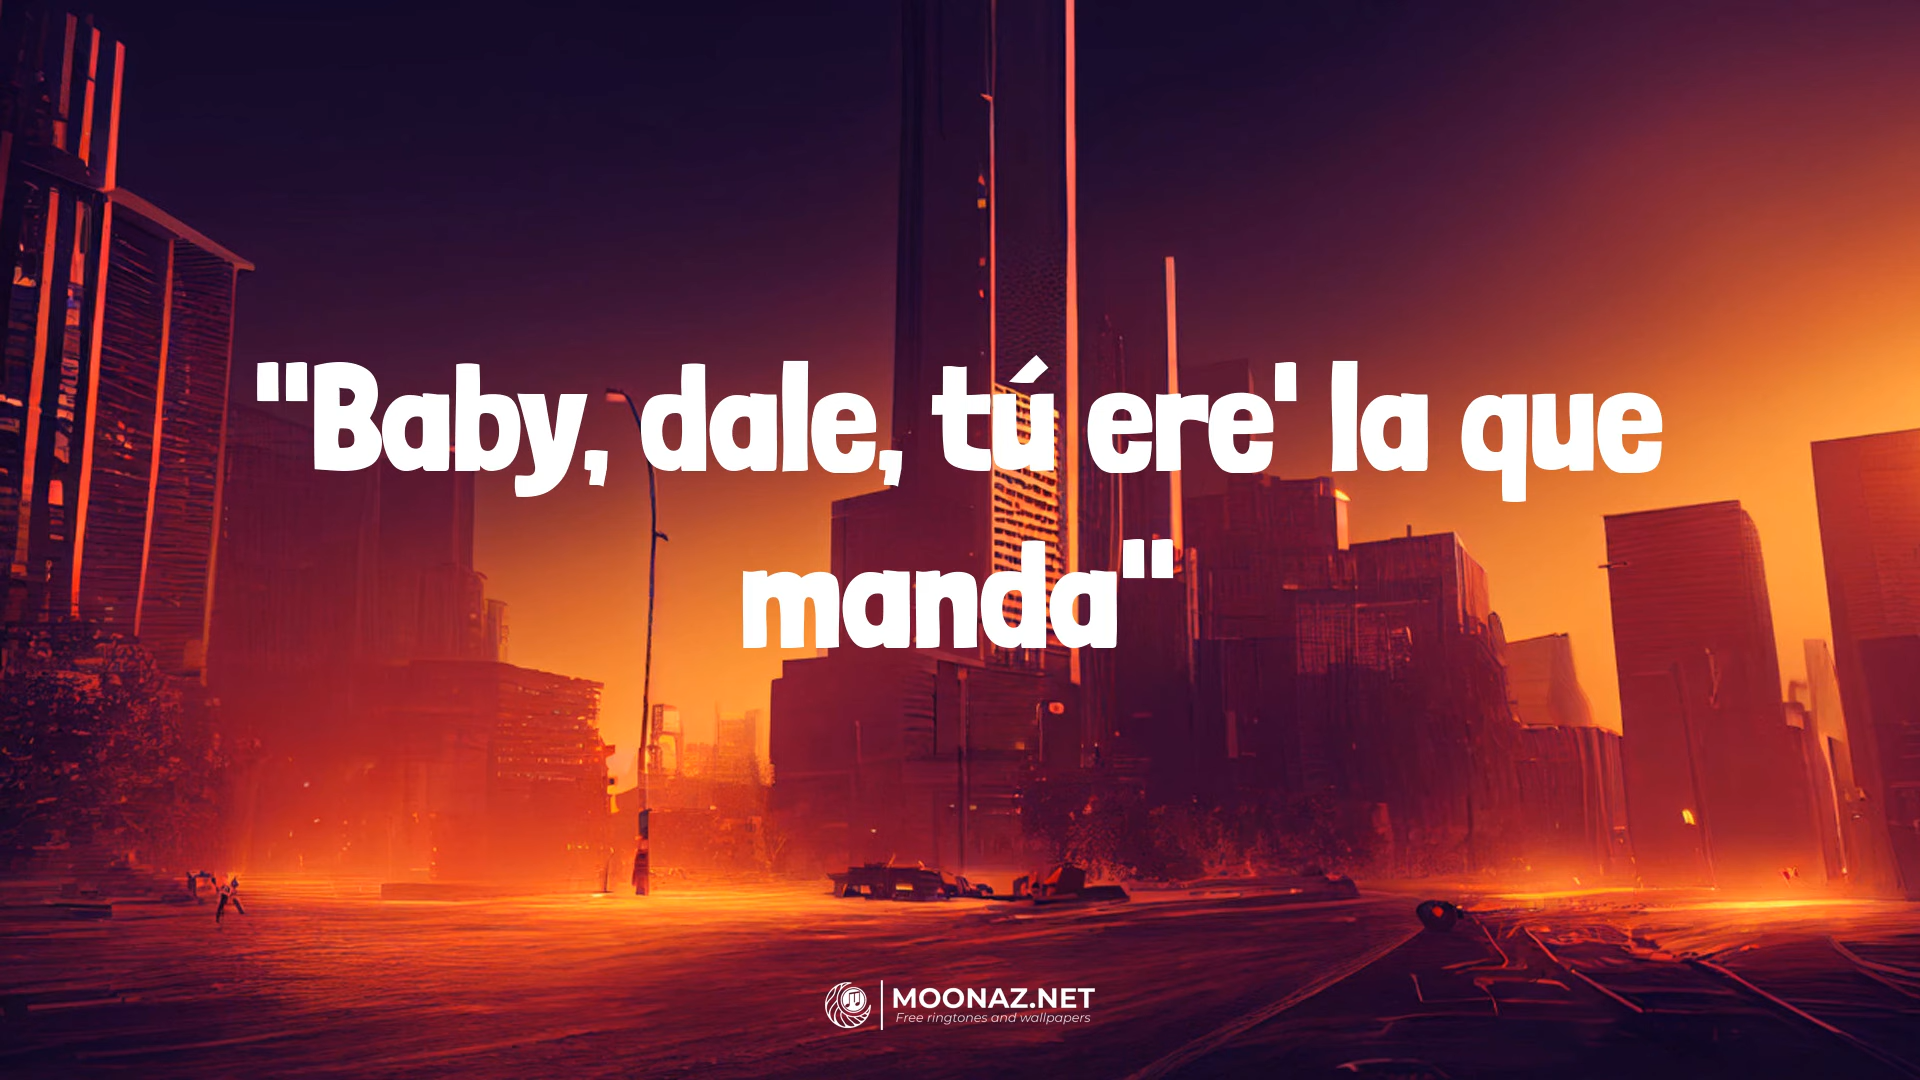 "Baby, dale, tú ere' la que
manda"
MOONAZ.NET
Free ringtones and wallpapers